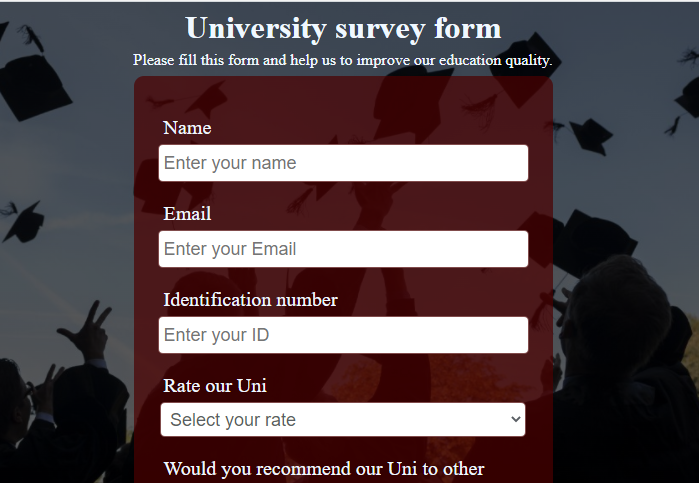 University survey form
Please fill this form and help us to improve our education quality.
Name
Enter your name
Email
Enter your Email
Identification number
Enter your ID
Rate our Uni
Select your rate
Would you recommend our Uni to other